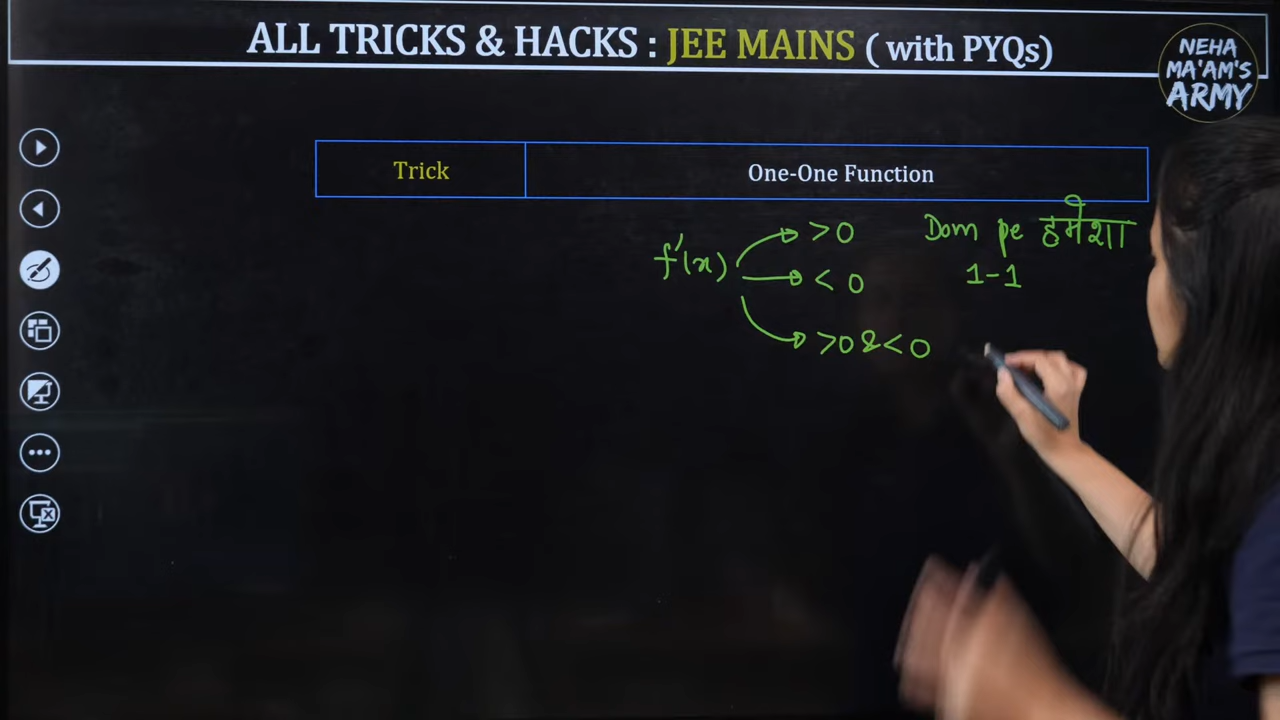 ALL TRICKS & HACKS : JEE MAINS ( with PYQs)
NEHA
MA'AM'S
ARMY
Trick
One-One Function
f'(x)
>0
Dom pe हमेशा
< 0
1-1
>0 & < 0